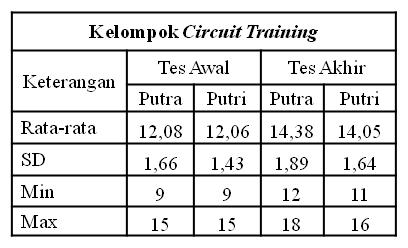 Kelompok Circuit Training
Keterangan Tes Awal Tes Akhir
Putra Putri Putra Putri
Rata-rata 12,08 12,06 14,38 14,05
SD 1,66 1,43 1,89 1,64
Min 9 9 12 11
Max 15 15 18 16